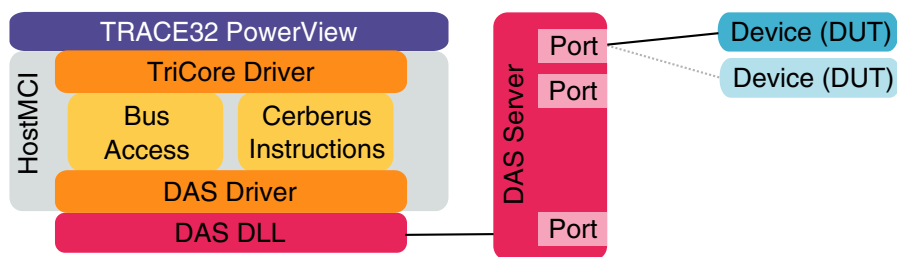 TRACE32 PowerView
HostMCI
TriCore Driver
Bus
Access
Cerberus
Instructions
DAS Driver
DAS DLL
DAS Server
Port
Port
Port
Device (DUT)
Device (DUT)